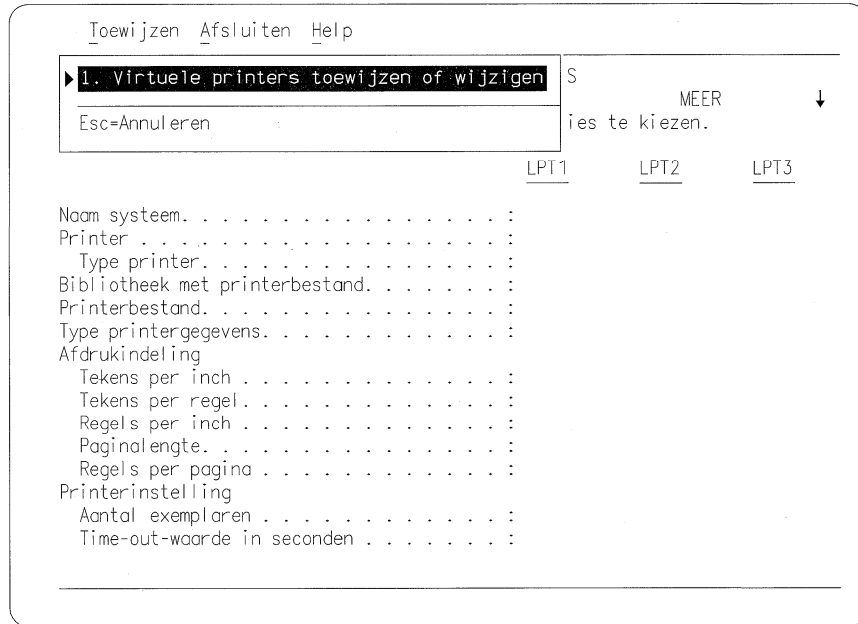 Toewijzen Afsluiten Help
1. Virtuele printers toewijzen of wijzigen S
MEER ↓
Esc=Annuleren ies te kiezen.
LPT1 LPT2 LPT3
Naam systeem. . . . . . . . . . . . . . . . . :
Printer . . . . . . . . . . . . . . . . . . . :
Type printer. . . . . . . . . . . . . . . . :
Bibliotheek met printerbestand. . . . . . . . :
Printerbestand. . . . . . . . . . . . . . . . :
Type printergegevens. . . . . . . . . . . . . :
Afdrukindeling
Tekens per inch . . . . . . . . . . . . . . :
Tekens per regel. . . . . . . . . . . . . . :
Regels per inch . . . . . . . . . . . . . . :
Paginalengte. . . . . . . . . . . . . . . . :
Regels per pagina . . . . . . . . . . . . . :
Printerinstelling
Aantal exemplaren . . . . . . . . . . . . . :
Time-out-waarde in seconden . . . . . . . . :